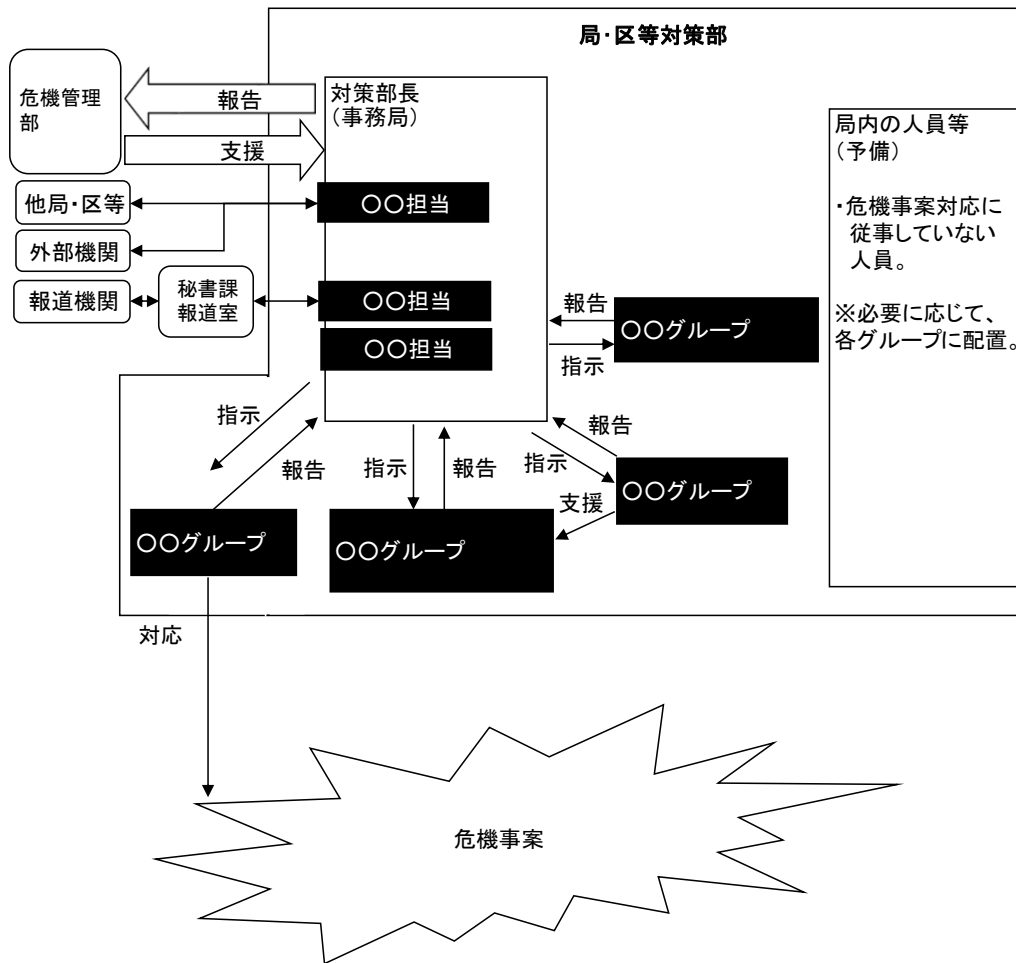 局・区等対策部
危機管理
部
報告
支援
対策部長
（事務局）
局内の人員等
（予備）
・危機事案対応に
従事していない
人員。
※必要に応じて、
各グループに配置。
他局・区等
〇〇担当
外部機関
報道機関
秘書課
報道室
〇〇担当
〇〇担当
報告
〇〇グループ
指示
指示
報告
指示
報告
指示
報告
〇〇グループ
支援
〇〇グループ
〇〇グループ
対応
危機事案